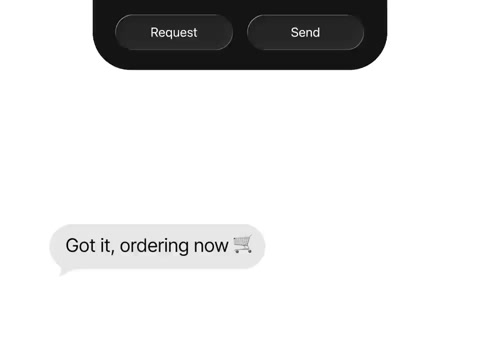 Request
Send
Got it, ordering now 🛒